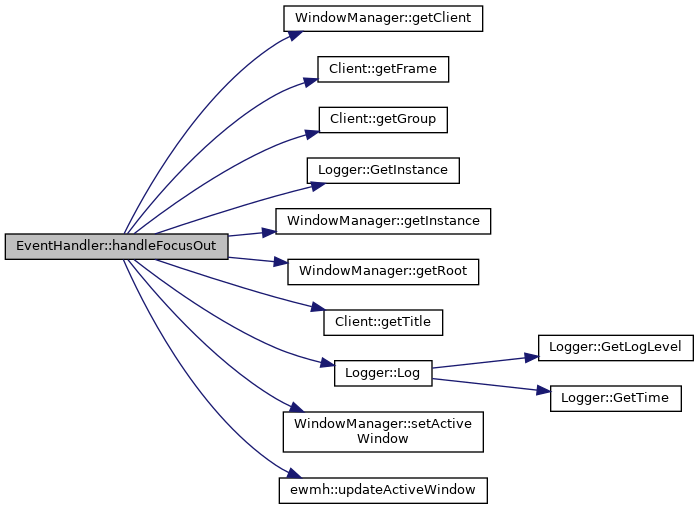 WindowManager::getClient
Client::getFrame
Client::getGroup
Logger::GetInstance
WindowManager::getInstance
EventHandler::handleFocusOut
WindowManager::getRoot
Client::getTitle
Logger::GetLogLevel
Logger::Log
Logger::GetTime
WindowManager::setActive
Window
ewmh::updateActiveWindow